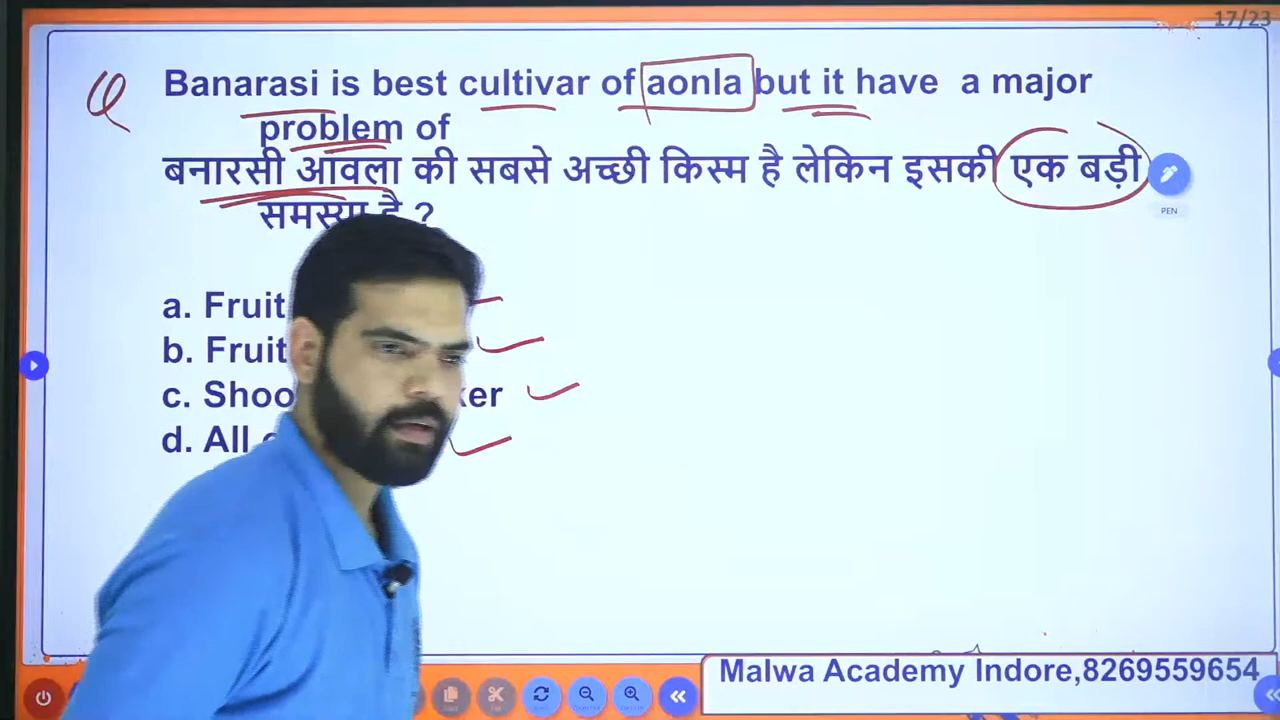 17/23
Banarasi is best cultivar of aonla but it have a major
problem of
बनारसी आंवला की सबसे अच्छी किस्म है लेकिन इसकी एक बड़ी
समस्या है ?
PEN
a. Fruit
b. Fruit
c. Shoo ker
d. All
Malwa Academy Indore,8269559654